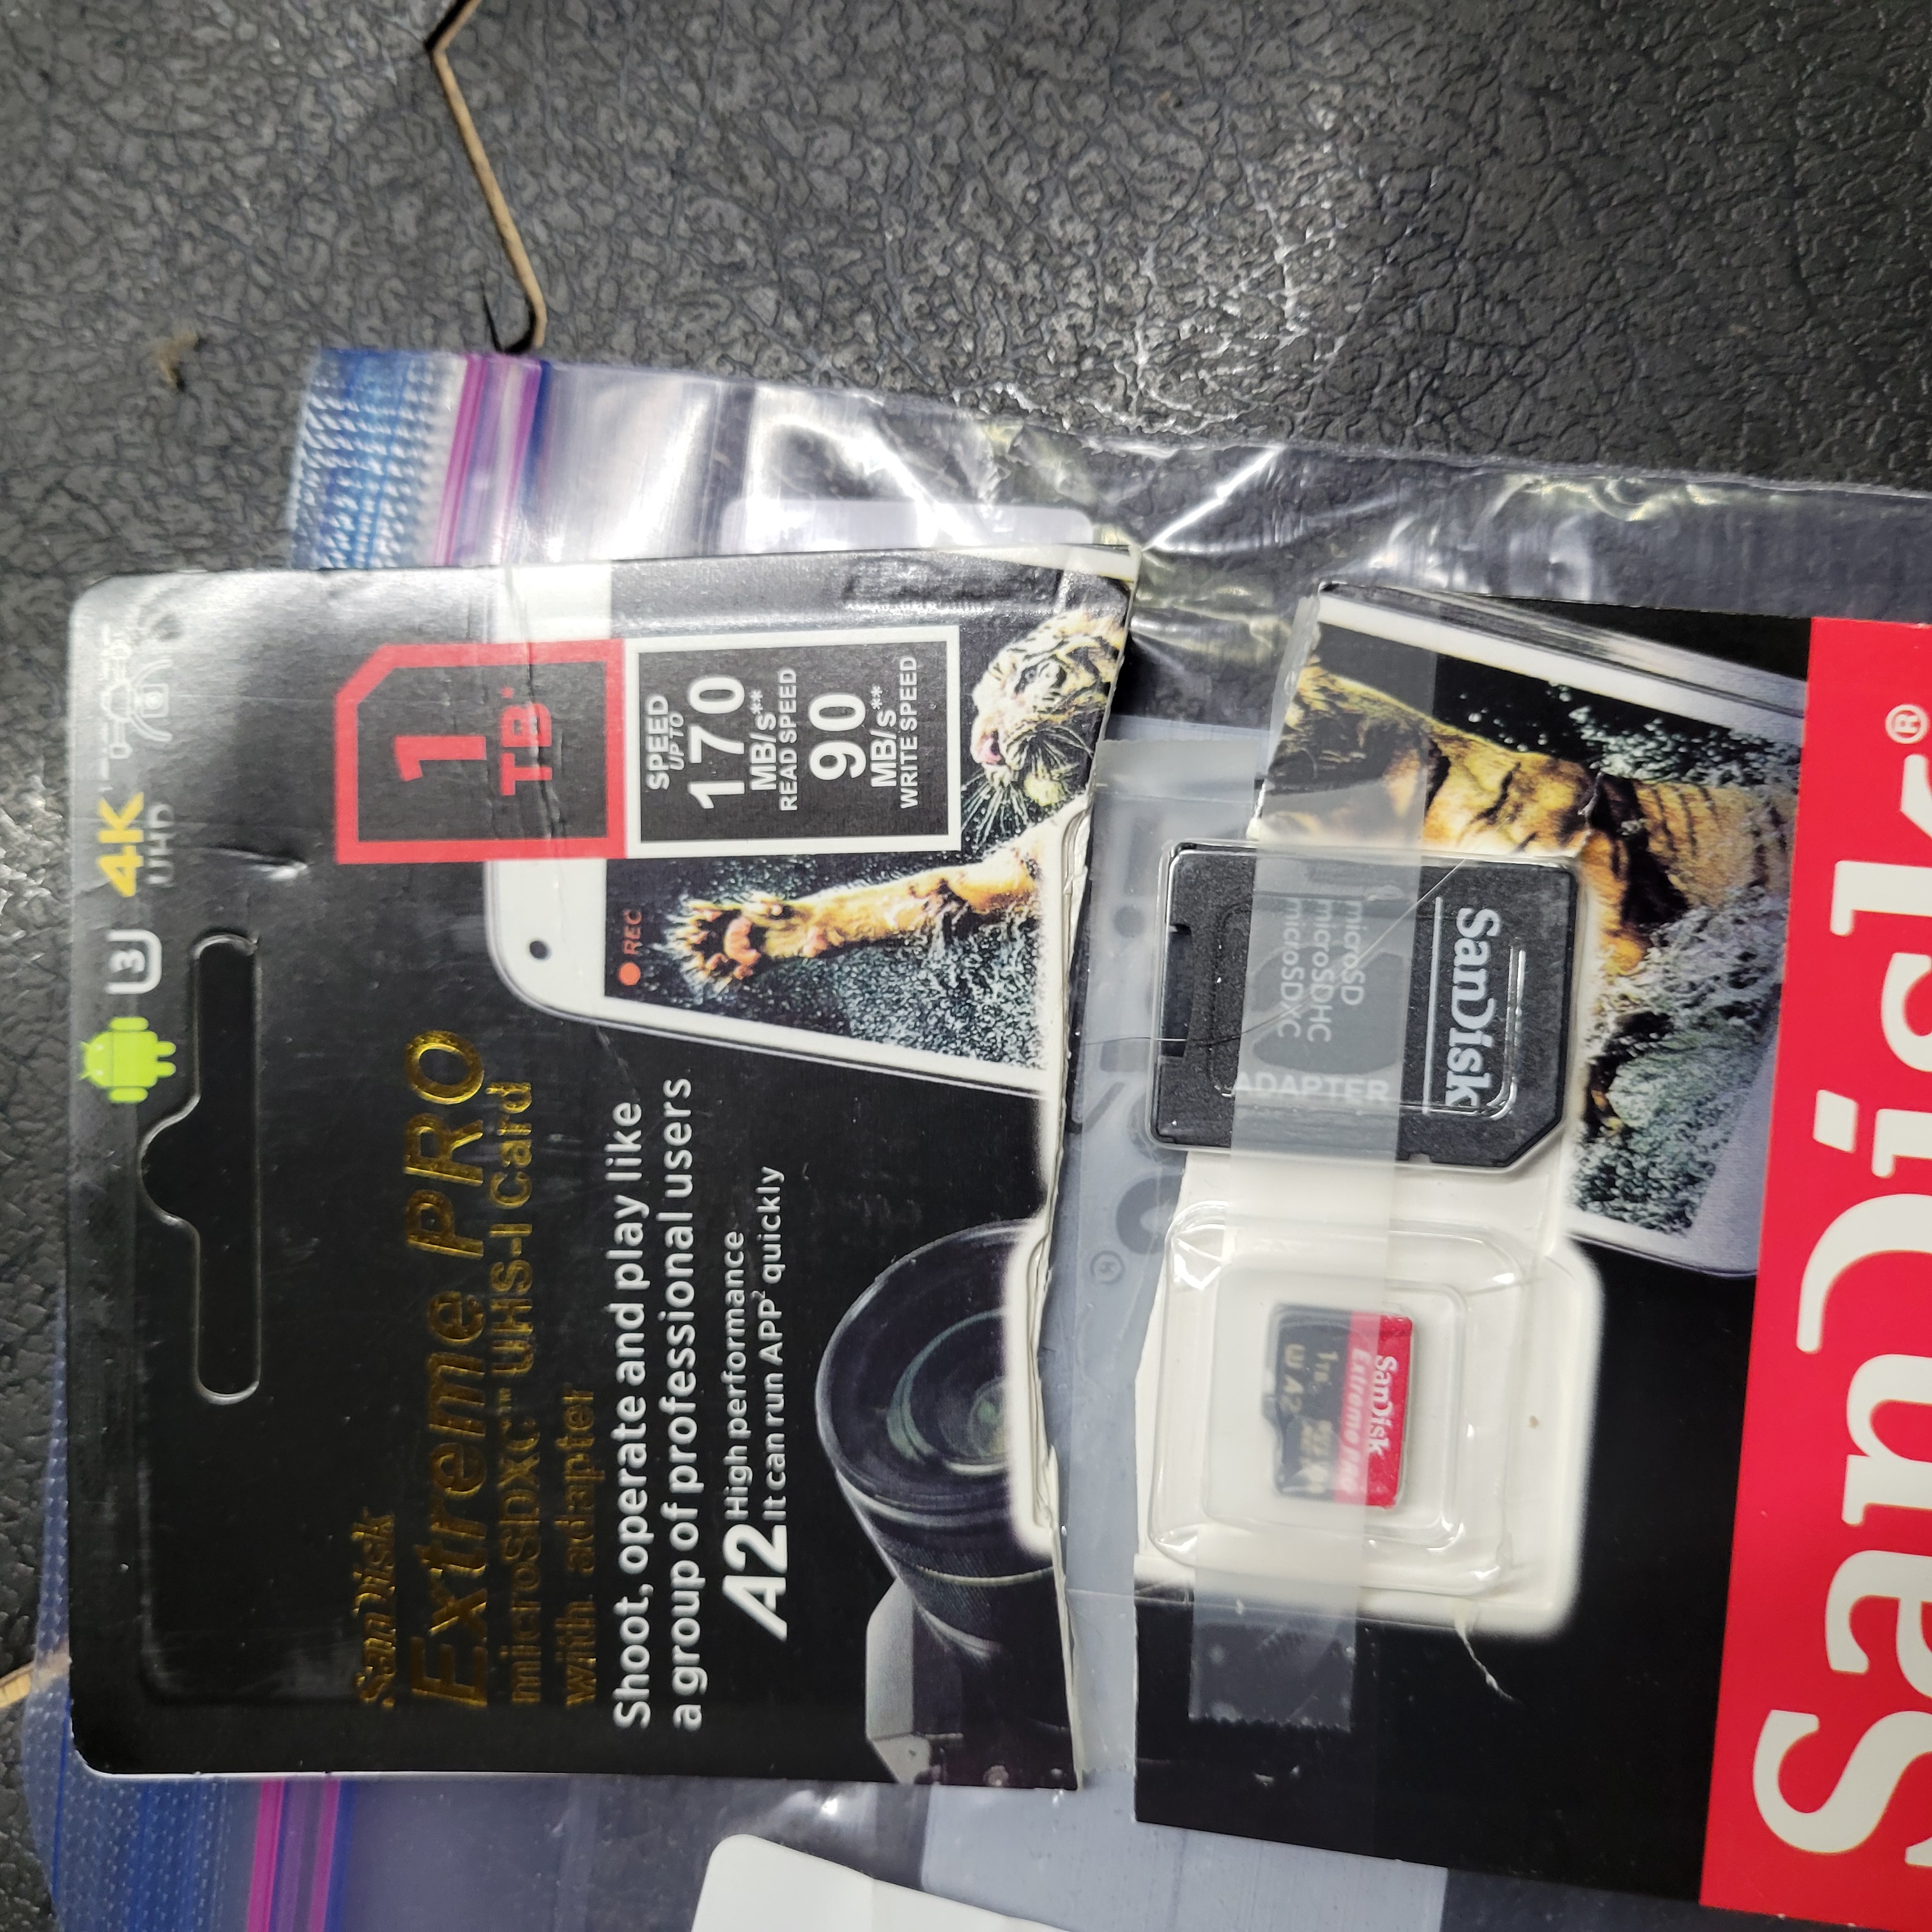 4K
UHD
U3
SanDisk
Extreme PRO
microSDXC™ UHS-I Card
with adapter
1
TB*
SPEED
UP TO
170
MB/s**
READ SPEED
90
MB/s**
WRITE SPEED
REC
Shoot, operate and play like
a group of professional users
A2 High performance
It can run APP² quickly
SanDisk
microSD
microSDHC
microSDXC
ADAPTER
SanDisk
Extreme PRO
1TB
A2
SanDisk®